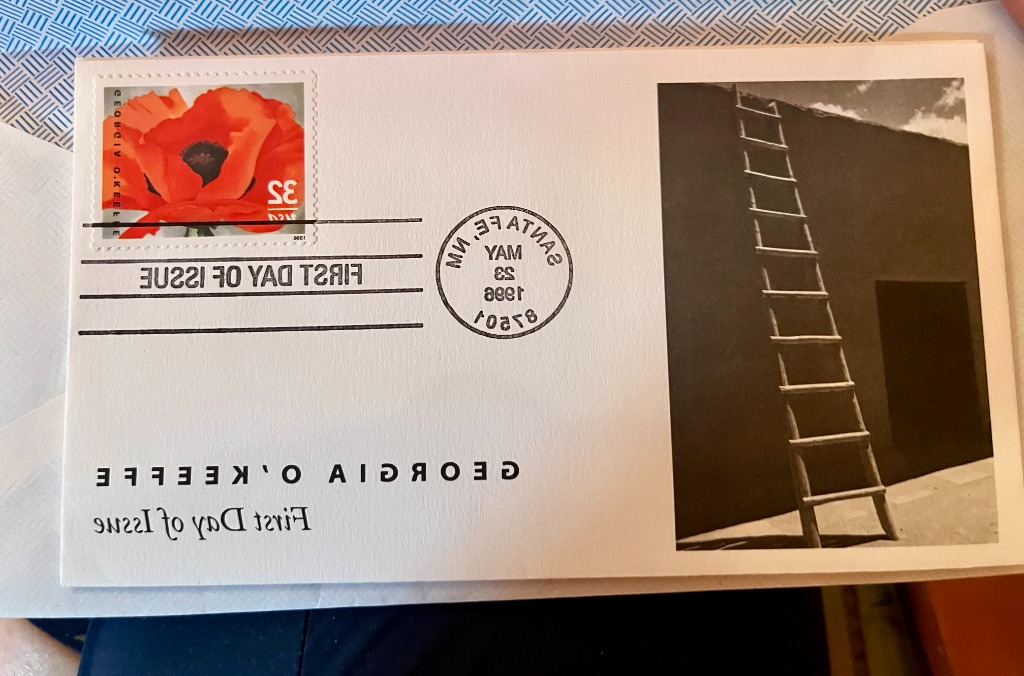 GEORGIA O'KEEFFE
32
USA
1996
SANTA FE, NM
MAY
23
1996
87501
FIRST DAY OF ISSUE
GEORGIA O'KEEFFE
First Day of Issue